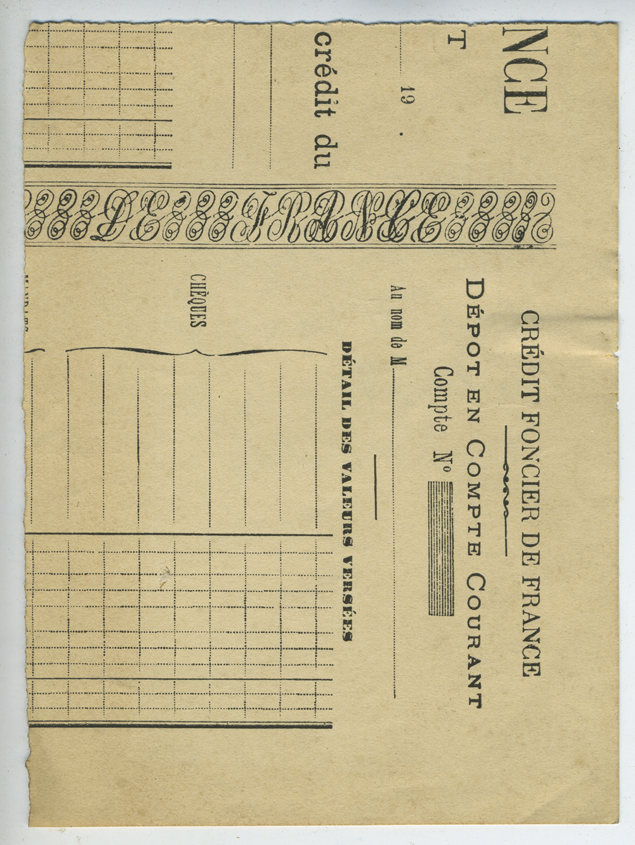 NCE
T
19
crédit du
CRÉDIT FONCIER DE FRANCE
DÉPOT EN COMPTE COURANT
Compte Nº
Au nom de M
DÉTAIL DES VALEURS VERSÉES
CHÈQUES